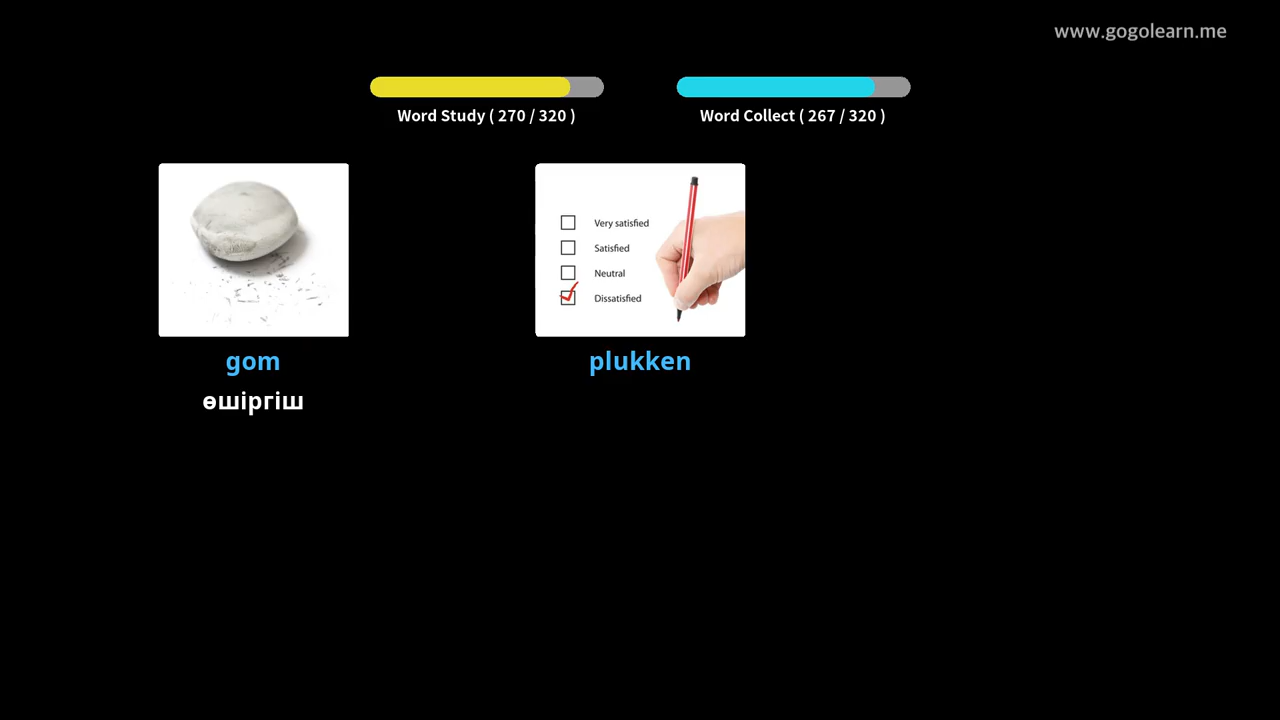 www.gogolearn.me
Word Study ( 270 / 320 )
Word Collect ( 267 / 320 )
Very satisfied
Satisfied
Neutral
Dissatisfied
gom
plukken
өшіргіш